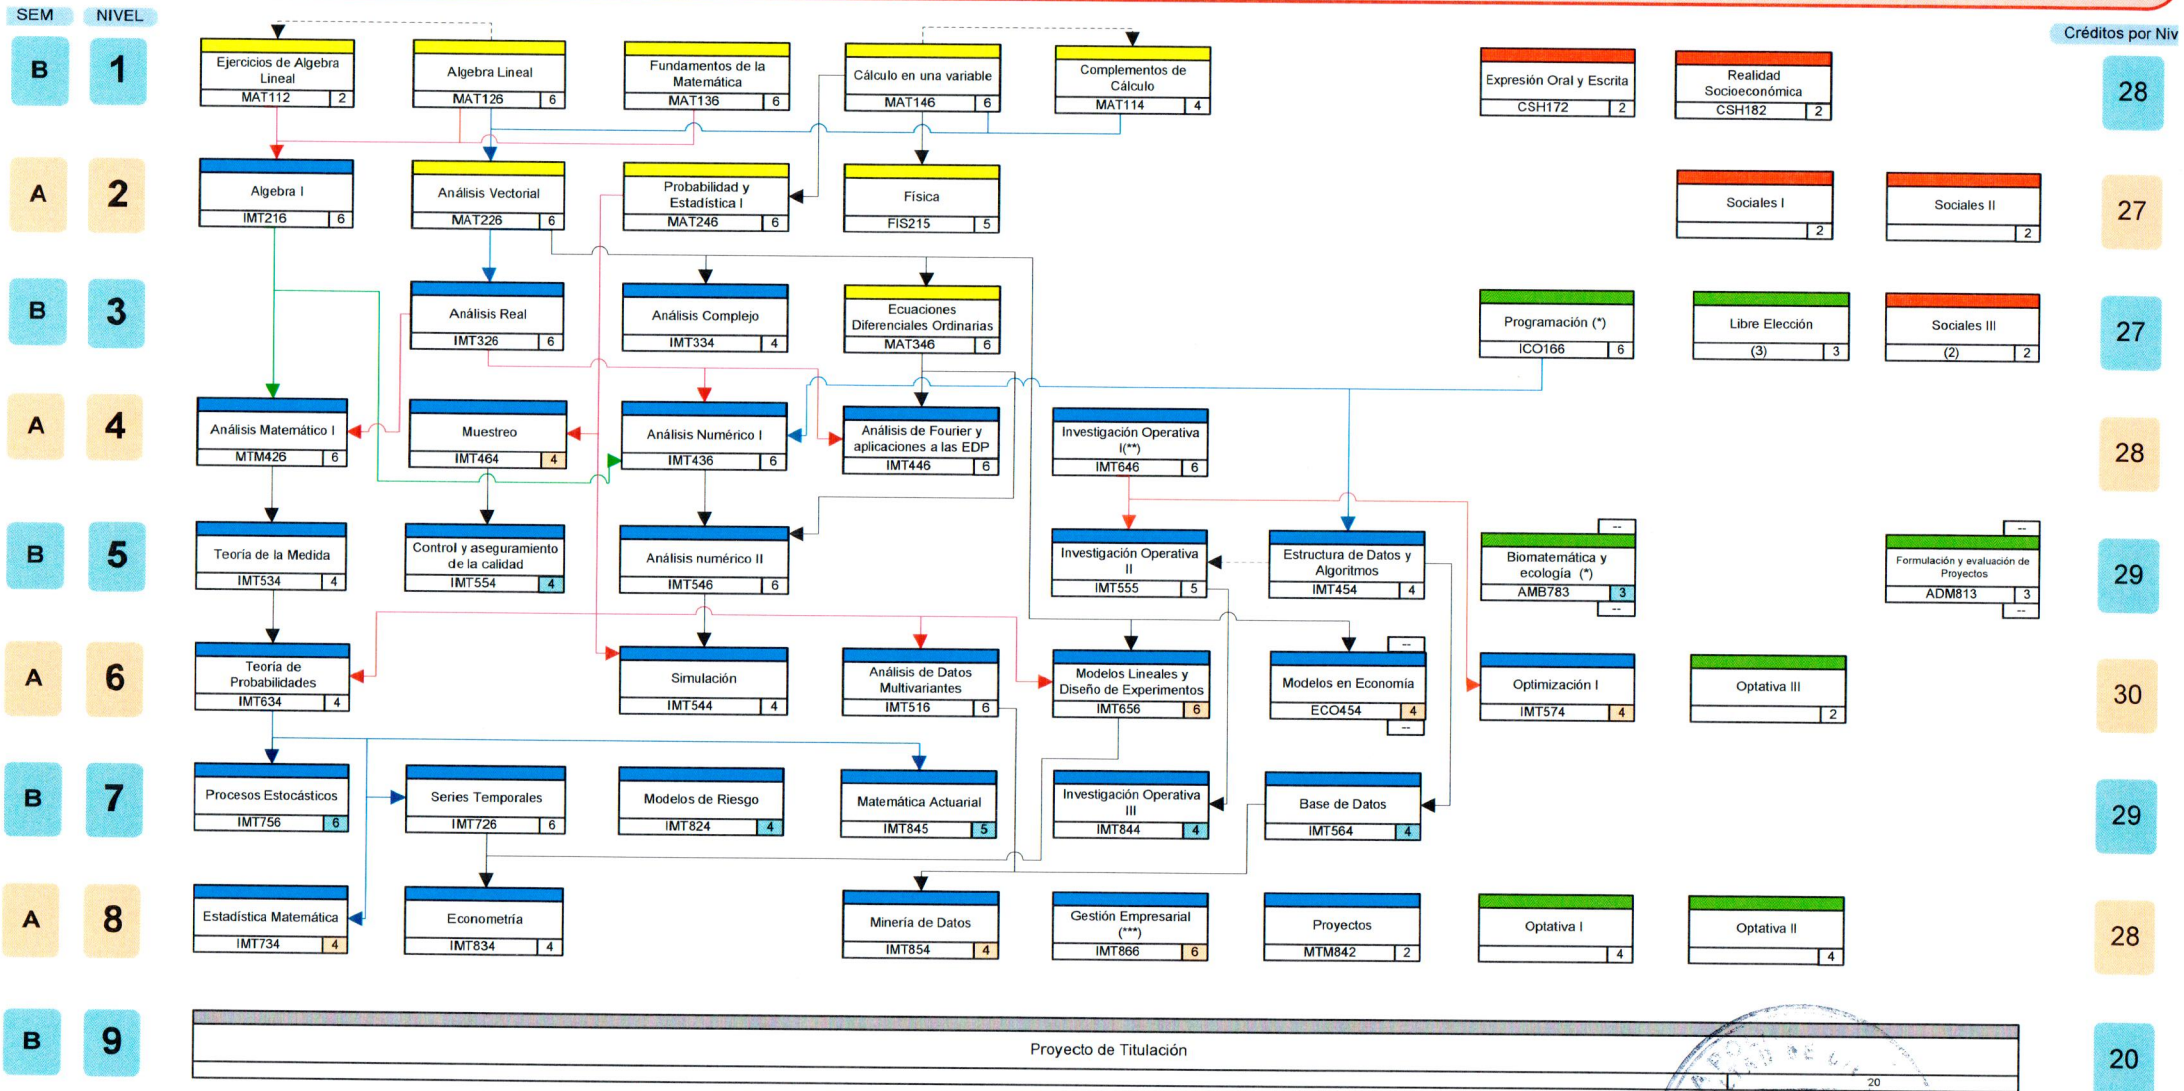 SEM NIVEL
Créditos por Niv
B 1
Ejercicios de Algebra
Lineal
MAT112 2
Algebra Lineal
MAT126 6
Fundamentos de la
Matemática
MAT136 6
Cálculo en una variable
MAT146 6
Complementos de
Cálculo
MAT114 4
Expresión Oral y Escrita
CSH172 2
Realidad
Socioeconómica
CSH182 2
28
A 2
Algebra I
IMT216 6
Análisis Vectorial
MAT226 6
Probabilidad y
Estadística I
MAT246 6
Física
FIS215 5
Sociales I
2
Sociales II
2
27
B 3
Análisis Real
IMT326 6
Análisis Complejo
IMT334 4
Ecuaciones
Diferenciales Ordinarias
MAT346 6
Programación (*)
ICO166 6
Libre Elección
(3) 3
Sociales III
(2) 2
27
A 4
Análisis Matemático I
MTM426 6
Muestreo
IMT464 4
Análisis Numérico I
IMT436 6
Análisis de Fourier y
aplicaciones a las EDP
IMT446 6
Investigación Operativa
I(**)
IMT646 6
28
B 5
Teoría de la Medida
IMT534 4
Control y aseguramiento
de la calidad
IMT554 4
Análisis numérico II
IMT546 6
Investigación Operativa
II
IMT555 5
Estructura de Datos y
Algoritmos
IMT454 4
--
Biomatemática y
ecología (*)
AMB783 3
--
--
Formulación y evaluación de
Proyectos
ADM813 3
--
29
A 6
Teoría de
Probabilidades
IMT634 4
Simulación
IMT544 4
Análisis de Datos
Multivariantes
IMT516 6
Modelos Lineales y
Diseño de Experimentos
IMT656 6
--
Modelos en Economía
ECO454 4
--
Optimización I
IMT574 4
Optativa III
2
30
B 7
Procesos Estocásticos
IMT756 6
Series Temporales
IMT726 6
Modelos de Riesgo
IMT824 4
Matemática Actuarial
IMT845 5
Investigación Operativa
III
IMT844 4
Base de Datos
IMT564 4
29
A 8
Estadística Matemática
IMT734 4
Econometría
IMT834 4
Minería de Datos
IMT854 4
Gestión Empresarial
(***)
IMT866 6
Proyectos
MTM842 2
Optativa I
4
Optativa II
4
28
B 9
Proyecto de Titulación
20
20